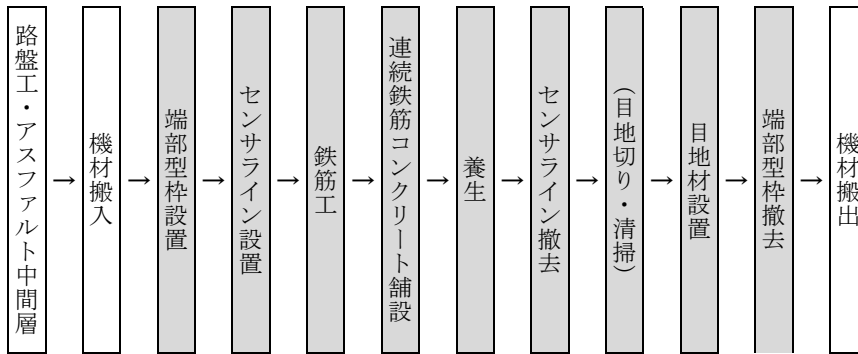 路盤工・アスファルト中間層
→
機材搬入
→
端部型枠設置
→
センサライン設置
→
鉄筋工
→
連続鉄筋コンクリート舗設
→
養生
→
センサライン撤去
→
(目地切り・清掃)
→
目地材設置
→
端部型枠撤去
→
機材搬出